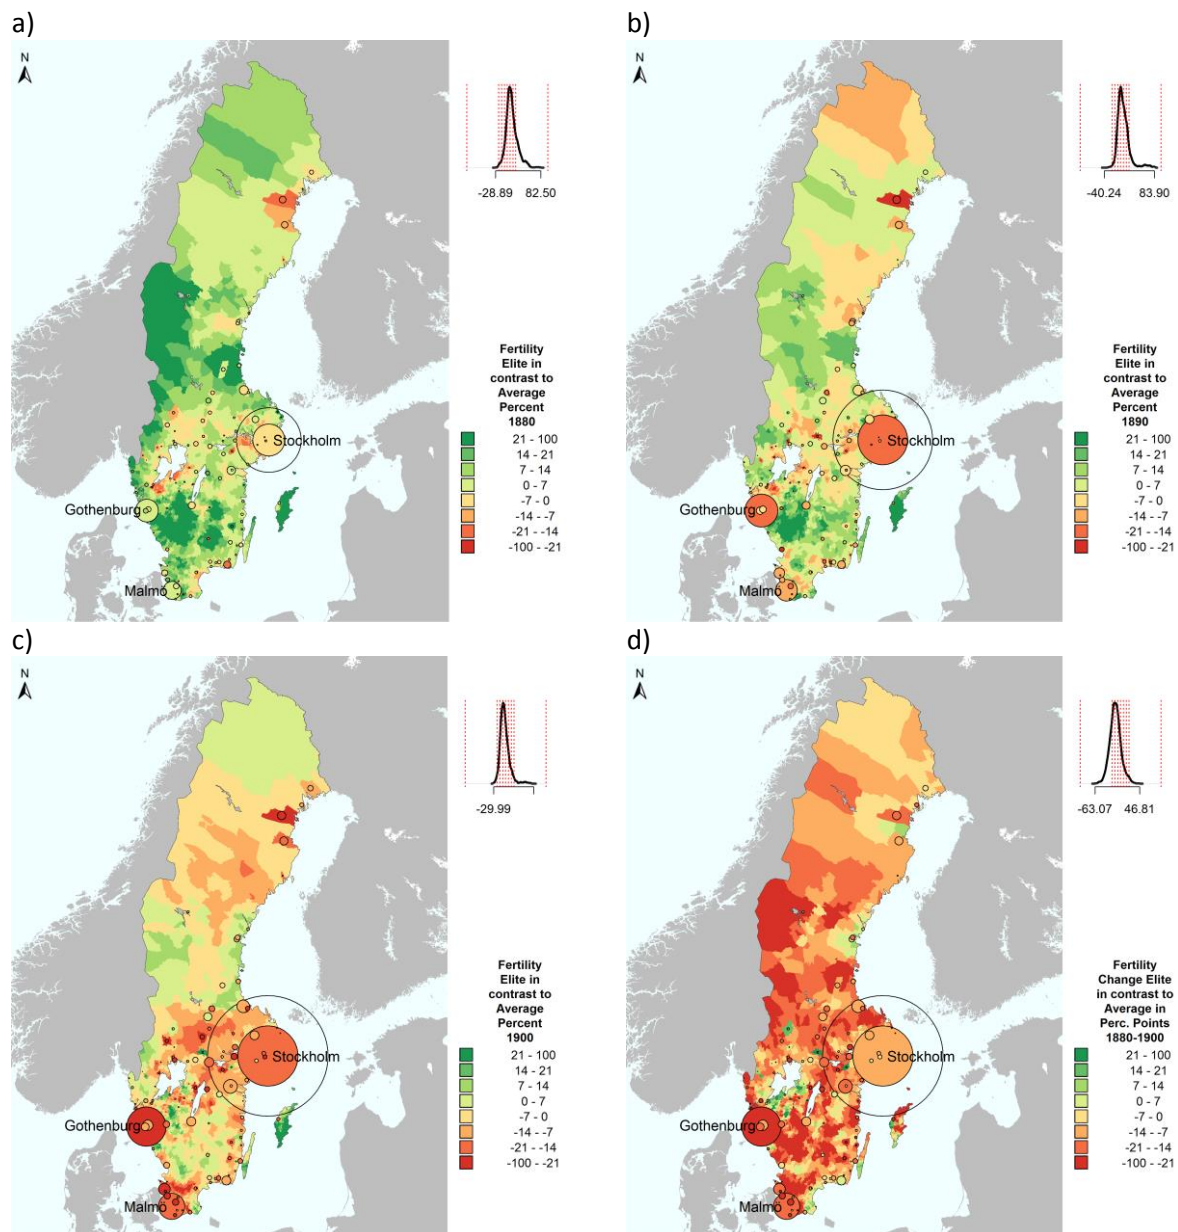 a)
N
-28.89 82.50
Fertility
Elite in
contrast to
Average
Percent
1880
21 - 100
14 - 21
7 - 14
0 - 7
-7 - 0
-14 - -7
-21 - -14
-100 - -21
Stockholm
Gothenburg
Malmö
b)
N
-40.24 83.90
Fertility
Elite in
contrast to
Average
Percent
1890
21 - 100
14 - 21
7 - 14
0 - 7
-7 - 0
-14 - -7
-21 - -14
-100 - -21
Stockholm
Gothenburg
Malmö
c)
N
-29.99
Fertility
Elite in
contrast to
Average
Percent
1900
21 - 100
14 - 21
7 - 14
0 - 7
-7 - 0
-14 - -7
-21 - -14
-100 - -21
Stockholm
Gothenburg
Malmö
d)
N
-63.07 46.81
Fertility
Change Elite
in contrast to
Average in
Perc. Points
1880-1900
21 - 100
14 - 21
7 - 14
0 - 7
-7 - 0
-14 - -7
-21 - -14
-100 - -21
Stockholm
Gothenburg
Malmö